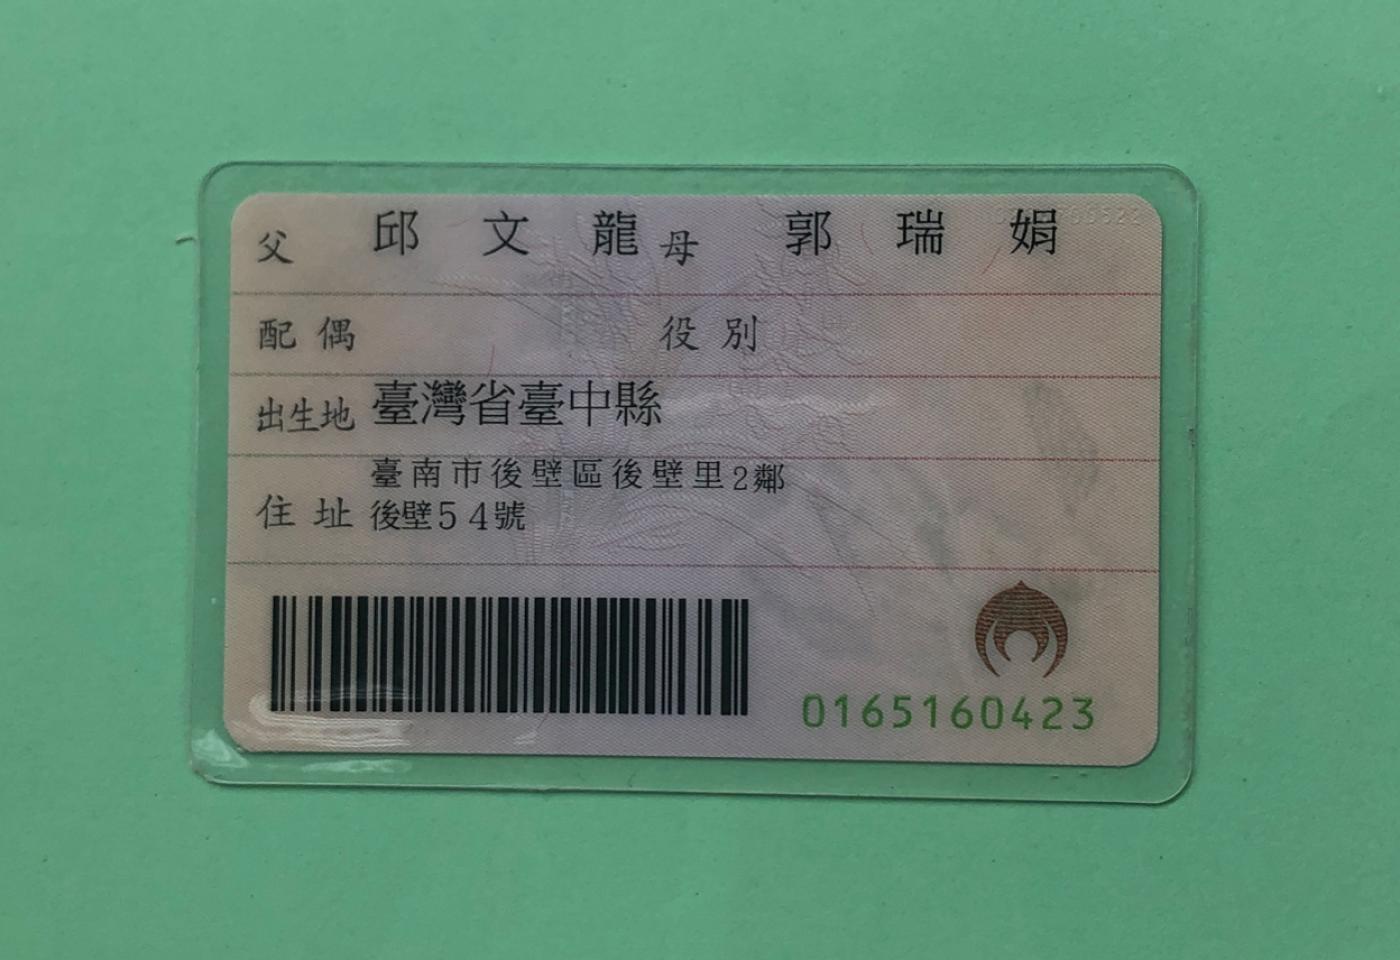 父 邱文龍 母 郭瑞娟
配偶 役別
出生地 臺灣省臺中縣
臺南市後壁區後壁里2鄰
住址 後壁54號
0165160423